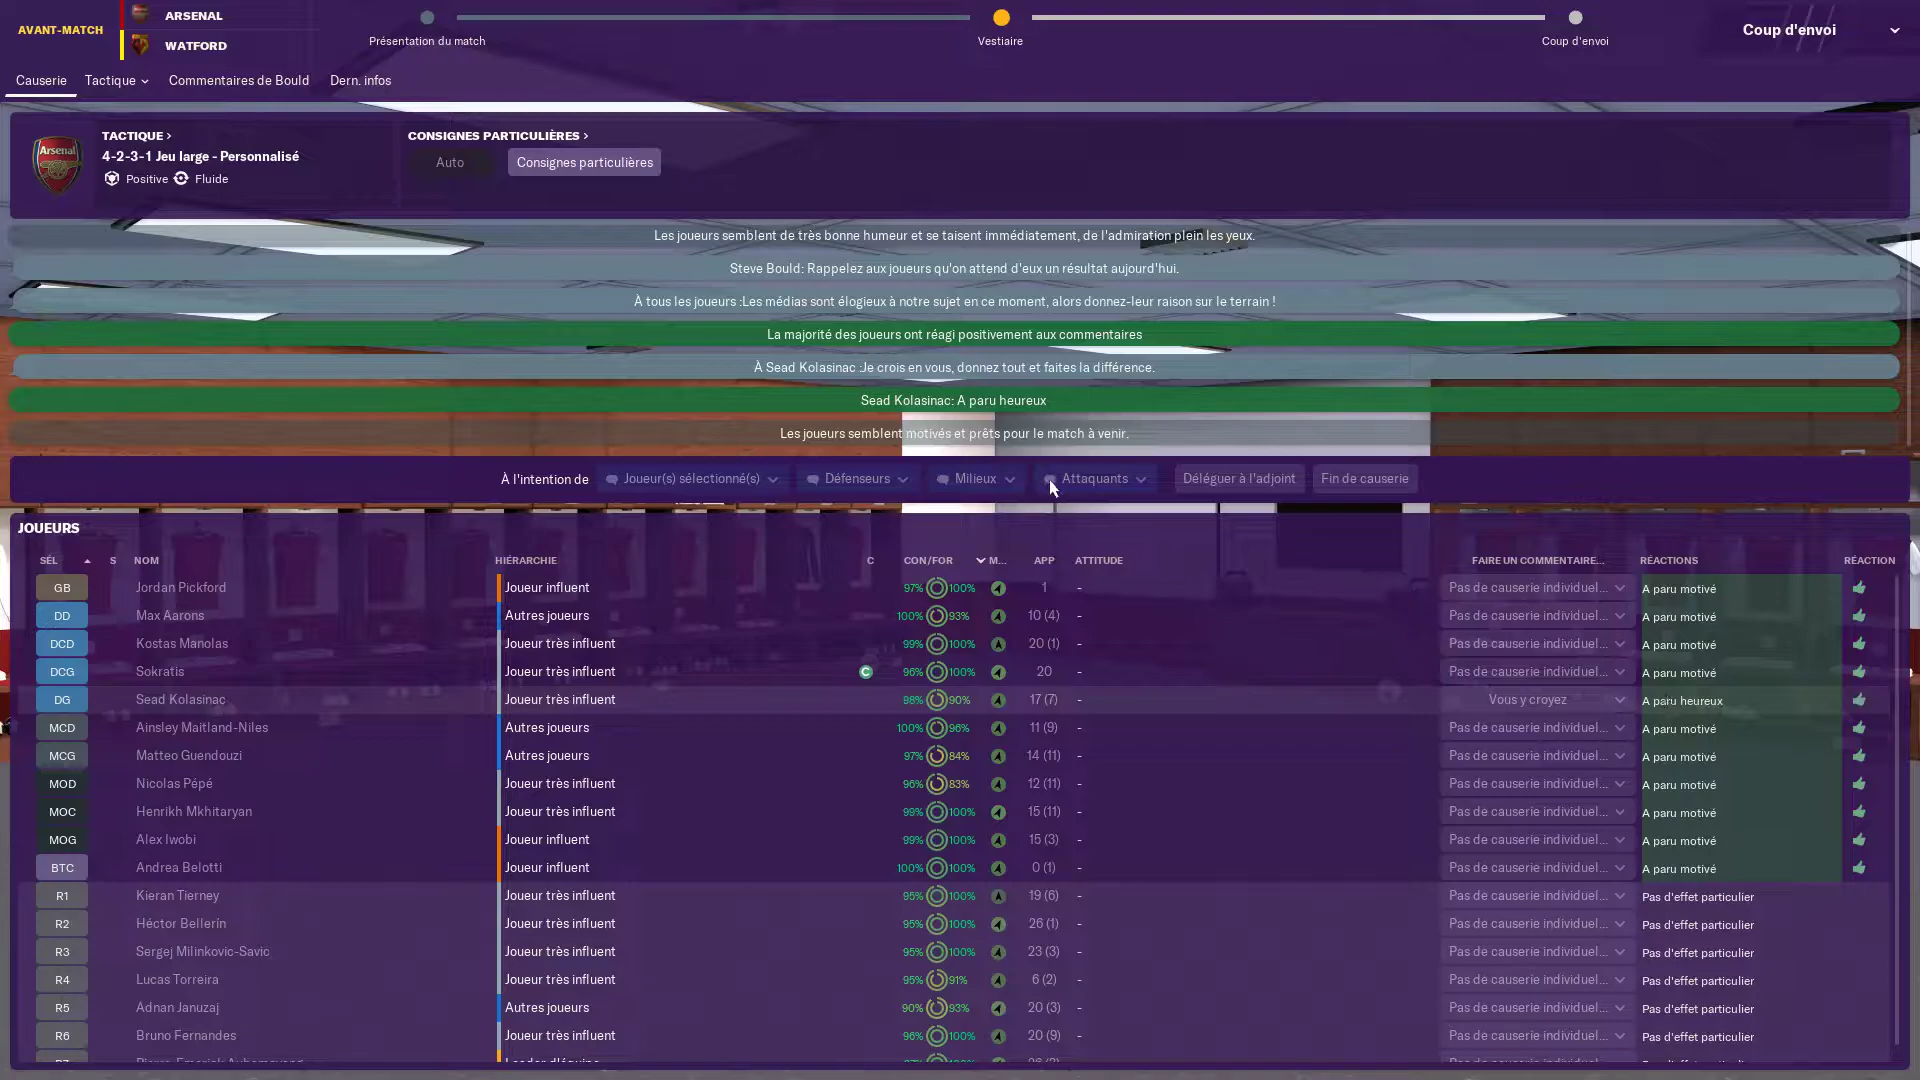 AVANT-MATCH
ARSENAL
WATFORD
Présentation du match
Vestiaire
Coup d'envoi
Coup d'envoi
Causerie Tactique Commentaires de Bould Dern. infos
Arsenal
TACTIQUE >
4-2-3-1 Jeu large - Personnalisé
Positive Fluide
CONSIGNES PARTICULIÈRES >
Auto Consignes particulières
Les joueurs semblent de très bonne humeur et se taisent immédiatement, de l'admiration plein les yeux.
Steve Bould: Rappelez aux joueurs qu'on attend d'eux un résultat aujourd'hui.
À tous les joueurs :Les médias sont élogieux à notre sujet en ce moment, alors donnez-leur raison sur le terrain !
La majorité des joueurs ont réagi positivement aux commentaires
À Sead Kolasinac :Je crois en vous, donnez tout et faites la différence.
Sead Kolasinac: A paru heureux
Les joueurs semblent motivés et prêts pour le match à venir.
À l'intention de Joueur(s) sélectionné(s) Défenseurs Milieux Attaquants Déléguer à l'adjoint Fin de causerie
JOUEURS
SÉL S NOM HIÉRARCHIE C CON/FOR M... APP ATTITUDE FAIRE UN COMMENTAIRE... RÉACTIONS RÉACTION
GB Jordan Pickford Joueur influent 97% 100% 1 - Pas de causerie individuel... A paru motivé
DD Max Aarons Autres joueurs 100% 93% 10 (4) - Pas de causerie individuel... A paru motivé
DCD Kostas Manolas Joueur très influent 99% 100% 20 (1) - Pas de causerie individuel... A paru motivé
DCG Sokratis Joueur très influent C 96% 100% 20 - Pas de causerie individuel... A paru motivé
DG Sead Kolasinac Joueur très influent 98% 90% 17 (7) - Vous y croyez A paru heureux
MCD Ainsley Maitland-Niles Autres joueurs 100% 96% 11 (9) - Pas de causerie individuel... A paru motivé
MCG Matteo Guendouzi Autres joueurs 97% 84% 14 (11) - Pas de causerie individuel... A paru motivé
MOD Nicolas Pépé Joueur très influent 96% 83% 12 (11) - Pas de causerie individuel... A paru motivé
MOC Henrikh Mkhitaryan Joueur très influent 99% 100% 15 (11) - Pas de causerie individuel... A paru motivé
MOG Alex Iwobi Joueur influent 99% 100% 15 (3) - Pas de causerie individuel... A paru motivé
BTC Andrea Belotti Joueur influent 100% 100% 0 (1) - Pas de causerie individuel... A paru motivé
R1 Kieran Tierney Joueur très influent 95% 100% 19 (6) - Pas de causerie individuel... Pas d'effet particulier
R2 Héctor Bellerín Joueur très influent 95% 100% 26 (1) - Pas de causerie individuel... Pas d'effet particulier
R3 Sergej Milinkovic-Savic Joueur très influent 95% 100% 23 (3) - Pas de causerie individuel... Pas d'effet particulier
R4 Lucas Torreira Joueur très influent 95% 91% 6 (2) - Pas de causerie individuel... Pas d'effet particulier
R5 Adnan Januzaj Autres joueurs 90% 93% 20 (3) - Pas de causerie individuel... Pas d'effet particulier
R6 Bruno Fernandes Joueur très influent 96% 100% 20 (9) - Pas de causerie individuel... Pas d'effet particulier